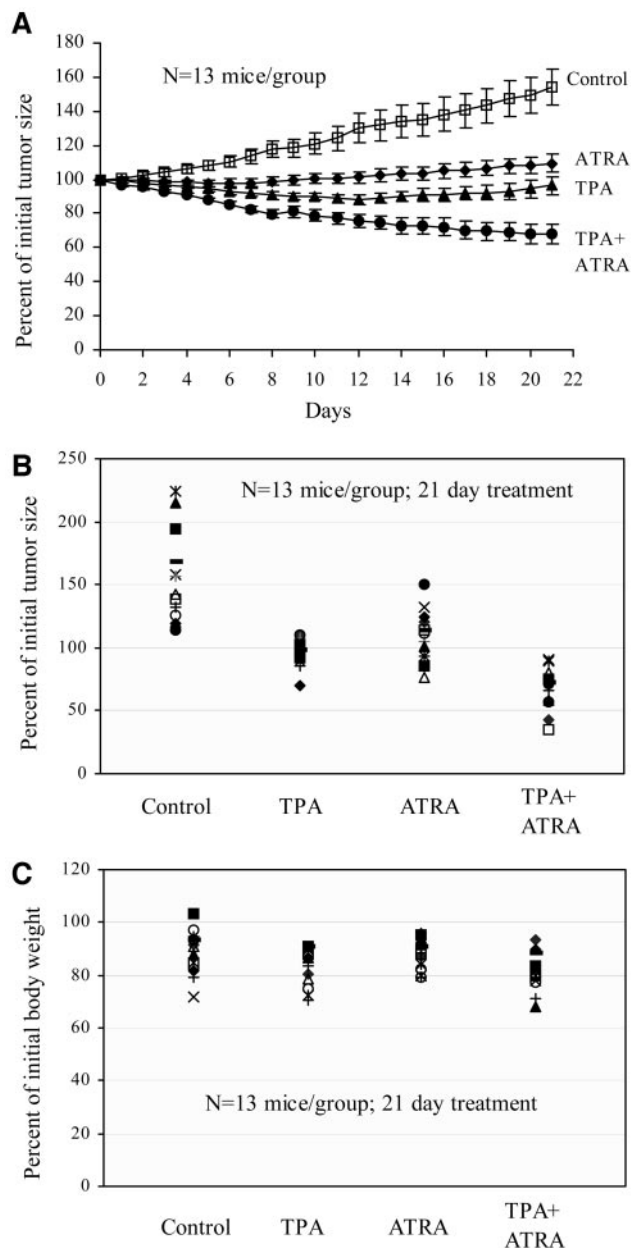 A
Percent of initial tumor size
180
160
140
120
100
80
60
40
20
0
N=13 mice/group
Control
ATRA
TPA
TPA+
ATRA
0 2 4 6 8 10 12 14 16 18 20 22
Days
B
Percent of initial tumor size
250
200
150
100
50
0
N=13 mice/group; 21 day treatment
Control TPA ATRA TPA+
ATRA
C
Percent of initial body weight
120
100
80
60
40
20
0
N=13 mice/group; 21 day treatment
Control TPA ATRA TPA+
ATRA